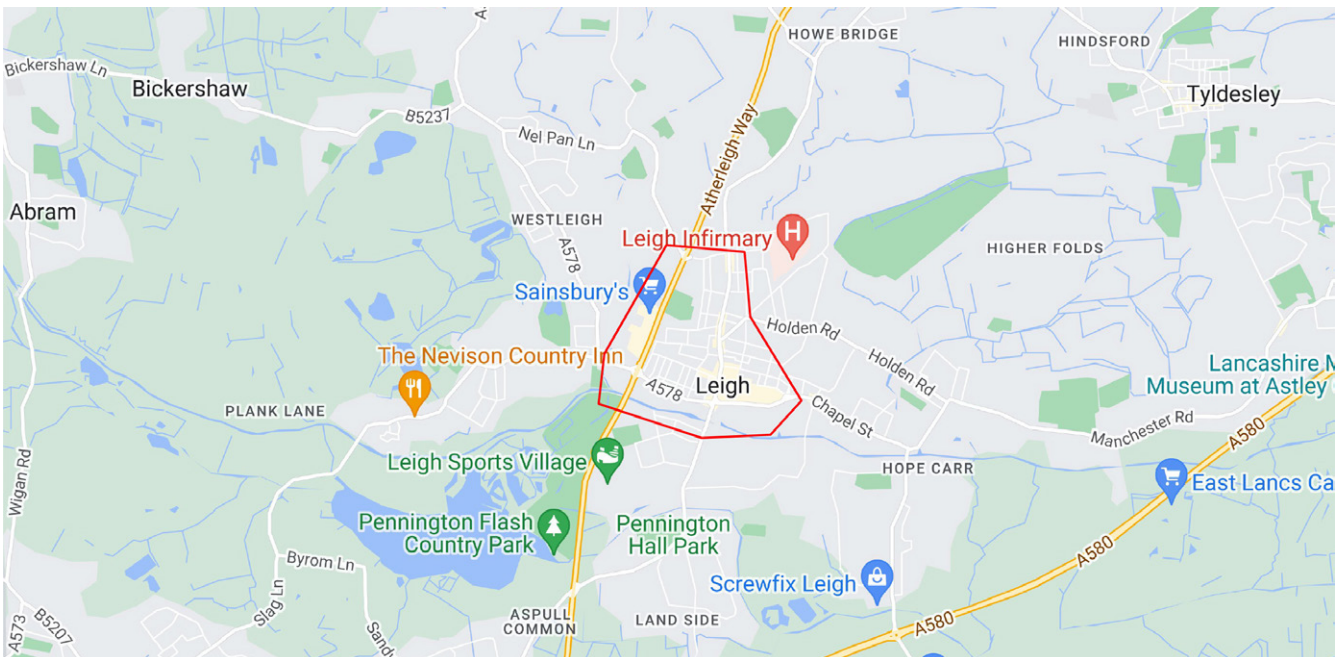 HOWE BRIDGE
HINDSFORD
Bickershaw Ln
Bickershaw
Tyldesley
B5237
Nel Pan Ln
Atherleigh Way
Abram
WESTLEIGH
A578
Leigh Infirmary
H
HIGHER FOLDS
Sainsbury's
Holden Rd
The Nevison Country Inn
Holden Rd
Lancashire M
Museum at Astley
A578
Leigh
PLANK LANE
Chapel St
Manchester Rd
A580
Wigan Rd
Leigh Sports Village
HOPE CARR
East Lancs Ca
Pennington Flash
Country Park
Pennington
Hall Park
A580
Byrom Ln
Screwfix Leigh
Slag Ln
ASPULL
COMMON
LAND SIDE
A580
A573
B5207
Sandy